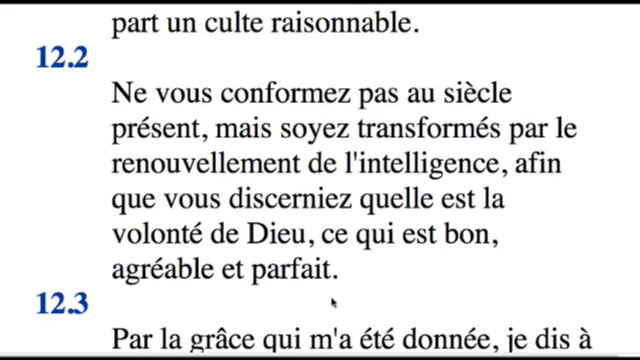 part un culte raisonnable.
12.2
Ne vous conformez pas au siècle
présent, mais soyez transformés par le
renouvellement de l'intelligence, afin
que vous discerniez quelle est la
volonté de Dieu, ce qui est bon,
agréable et parfait.
12.3
Par la grâce qui m'a été donnée, je dis à